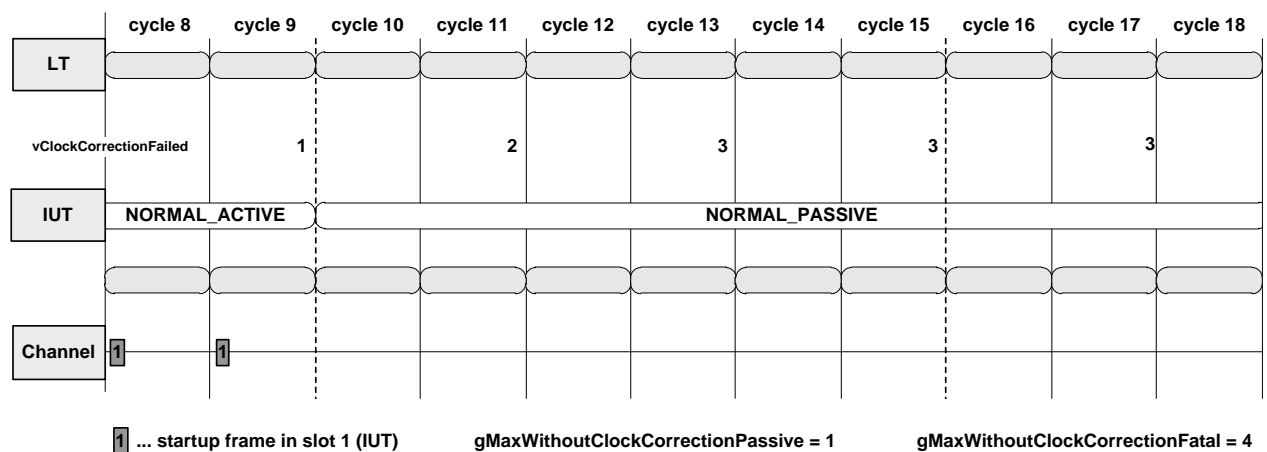 cycle 8 cycle 9 cycle 10 cycle 11 cycle 12 cycle 13 cycle 14 cycle 15 cycle 16 cycle 17 cycle 18
LT
vClockCorrectionFailed 1 2 3 3 3
IUT NORMAL_ACTIVE NORMAL_PASSIVE
Channel 1 1
1 ... startup frame in slot 1 (IUT) gMaxWithoutClockCorrectionPassive = 1 gMaxWithoutClockCorrectionFatal = 4